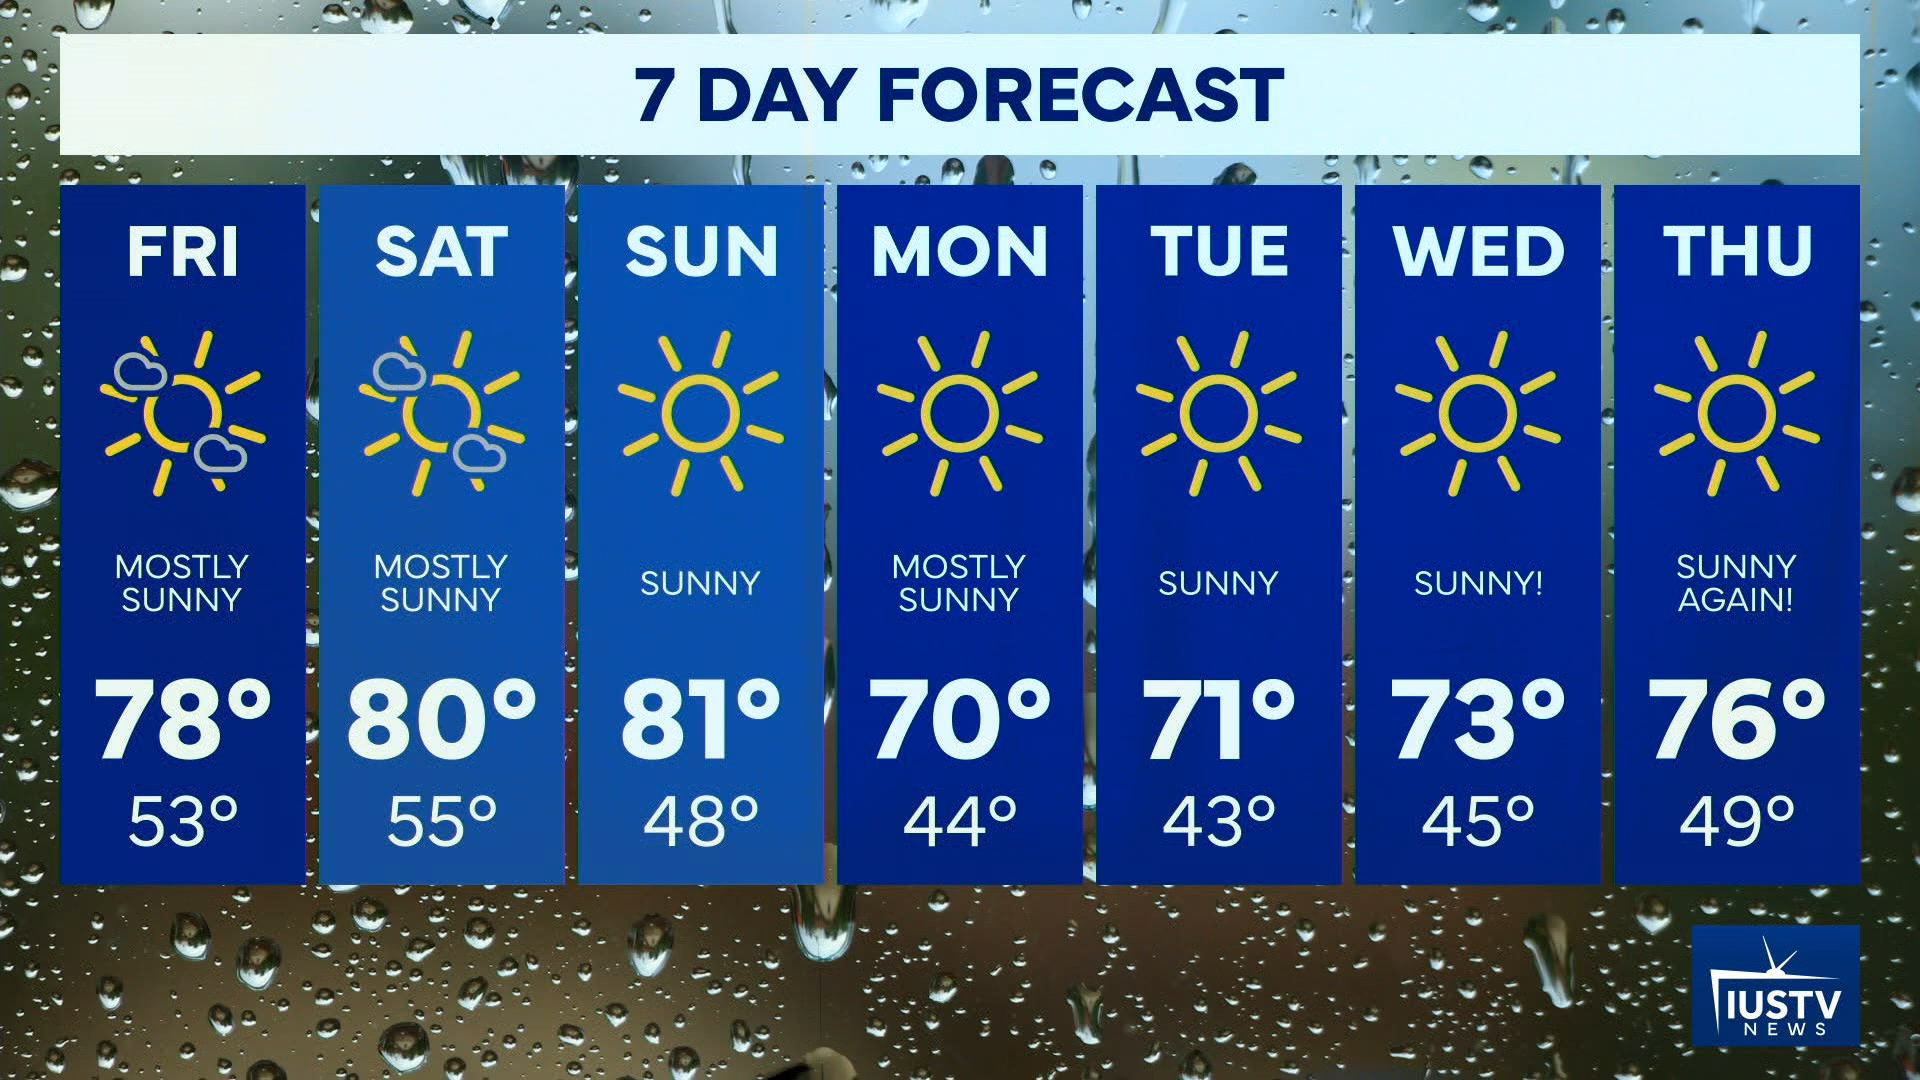 7 DAY FORECAST
FRI
MOSTLY
SUNNY
78°
53°
SAT
MOSTLY
SUNNY
80°
55°
SUN
SUNNY
81°
48°
MON
MOSTLY
SUNNY
70°
44°
TUE
SUNNY
71°
43°
WED
SUNNY!
73°
45°
THU
SUNNY
AGAIN!
76°
49°
IUSTV
NEWS